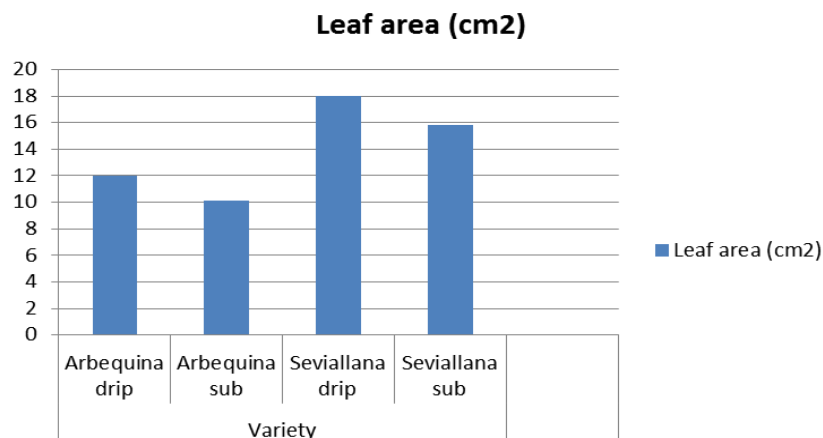 Leaf area (cm2)
20
18
16
14
12
10
8
6
4
2
0
Leaf area (cm2)
Arbequina drip
Arbequina sub
Seviallana drip
Seviallana sub
Variety